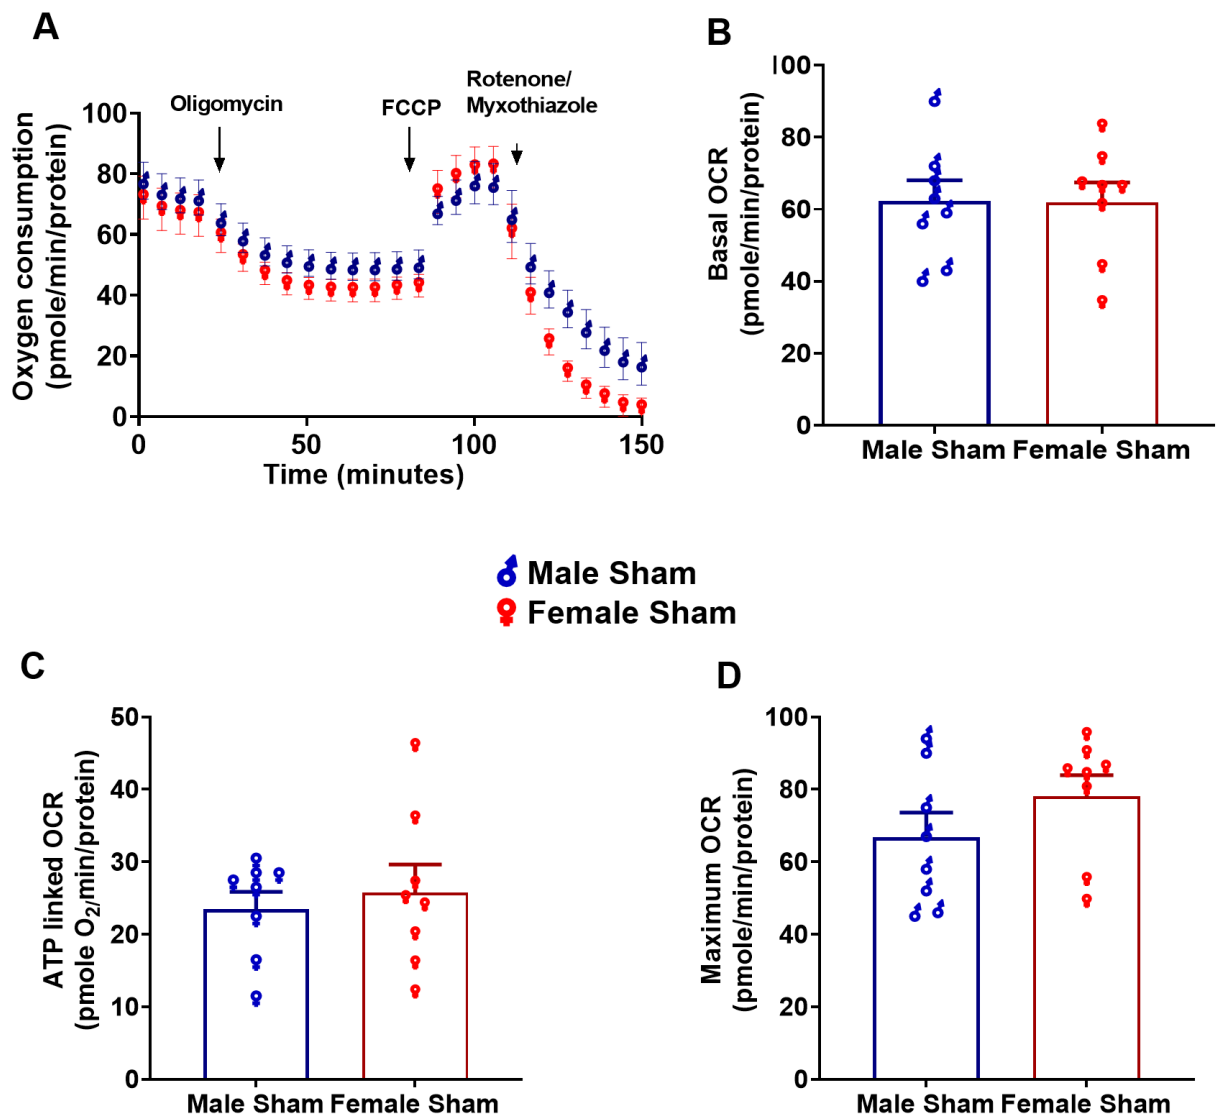 A
Oligomycin
FCCP
Rotenone/
Myxothiazole
Oxygen consumption
(pmole/min/protein)
100
80
60
40
20
0
0 50 100 150
Time (minutes)
B
Basal OCR
(pmole/min/protein)
100
80
60
40
20
0
Male Sham Female Sham
Male Sham
Female Sham
C
ATP linked OCR
(pmole O2/min/protein)
50
40
30
20
10
0
Male Sham Female Sham
D
Maximum OCR
(pmole/min/protein)
100
80
60
40
20
0
Male Sham Female Sham